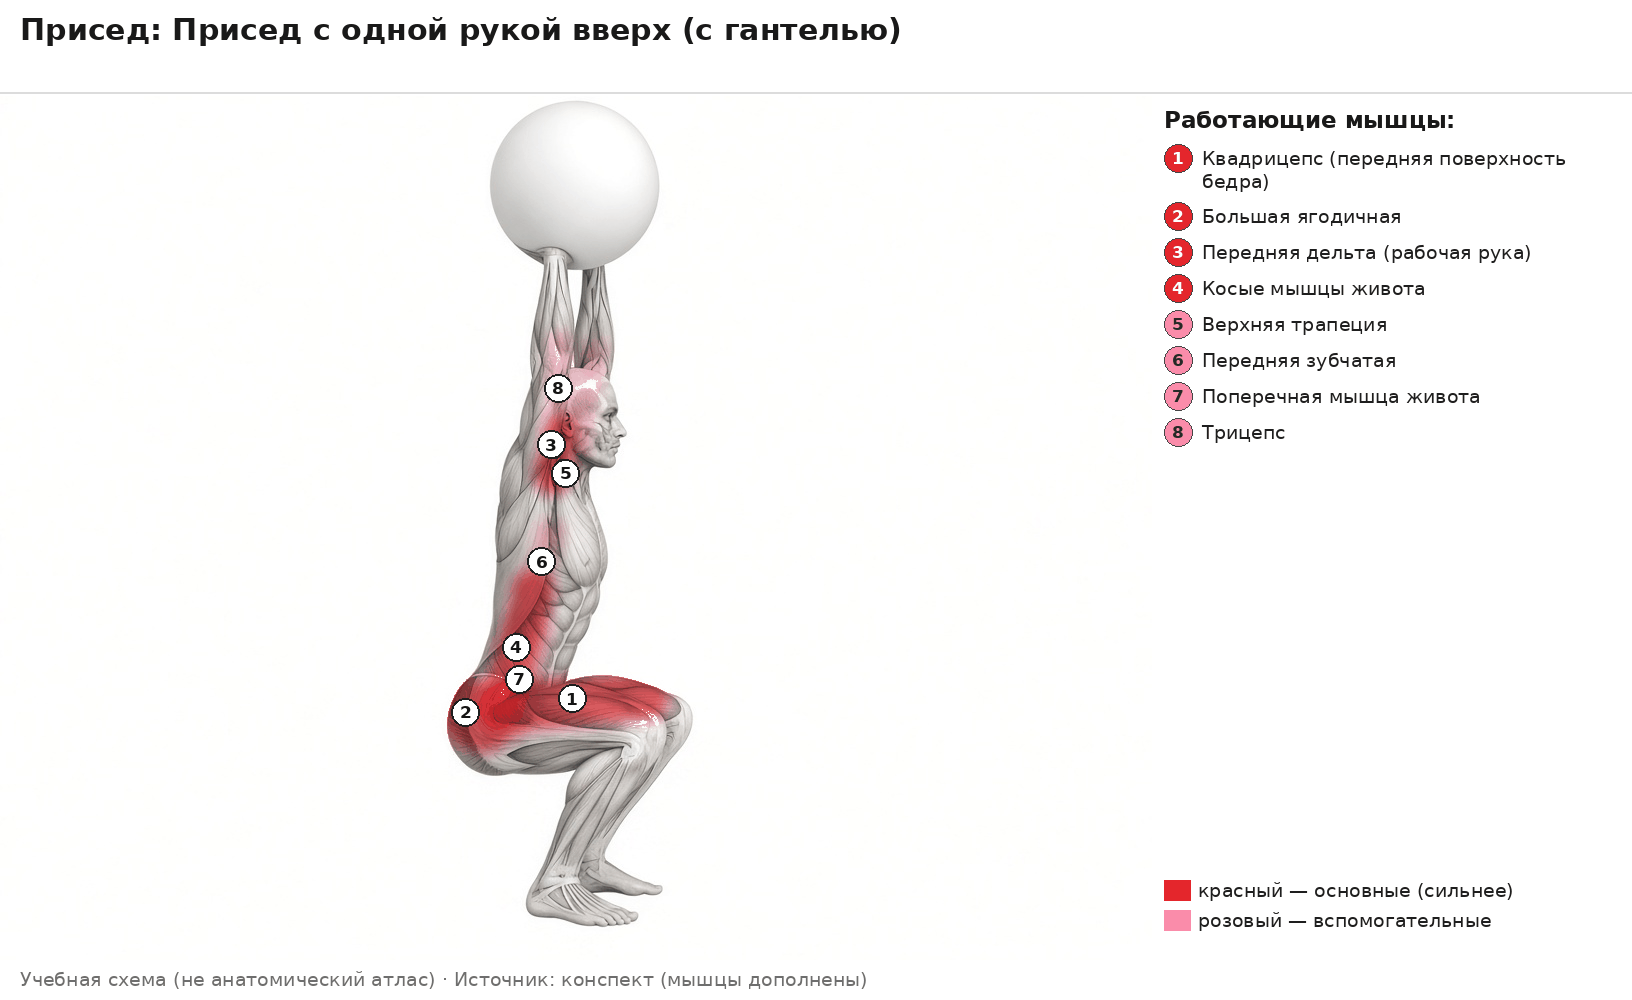 Присед: Присед с одной рукой вверх (с гантелью)
Работающие мышцы:
1 Квадрицепс (передняя поверхность
бедра)
2 Большая ягодичная
3 Передняя дельта (рабочая рука)
4 Косые мышцы живота
5 Верхняя трапеция
6 Передняя зубчатая
7 Поперечная мышца живота
8 Трицепс
8
3
5
6
4
7
1
2
красный — основные (сильнее)
розовый — вспомогательные
Учебная схема (не анатомический атлас) · Источник: конспект (мышцы дополнены)